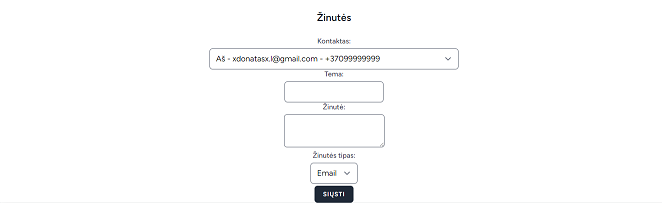 Žinutės
Kontaktas:
Aš - xdonatasx.l@gmail.com - +37099999999
Tema:
Žinutė:
Žinutės tipas:
Email
SIŲSTI